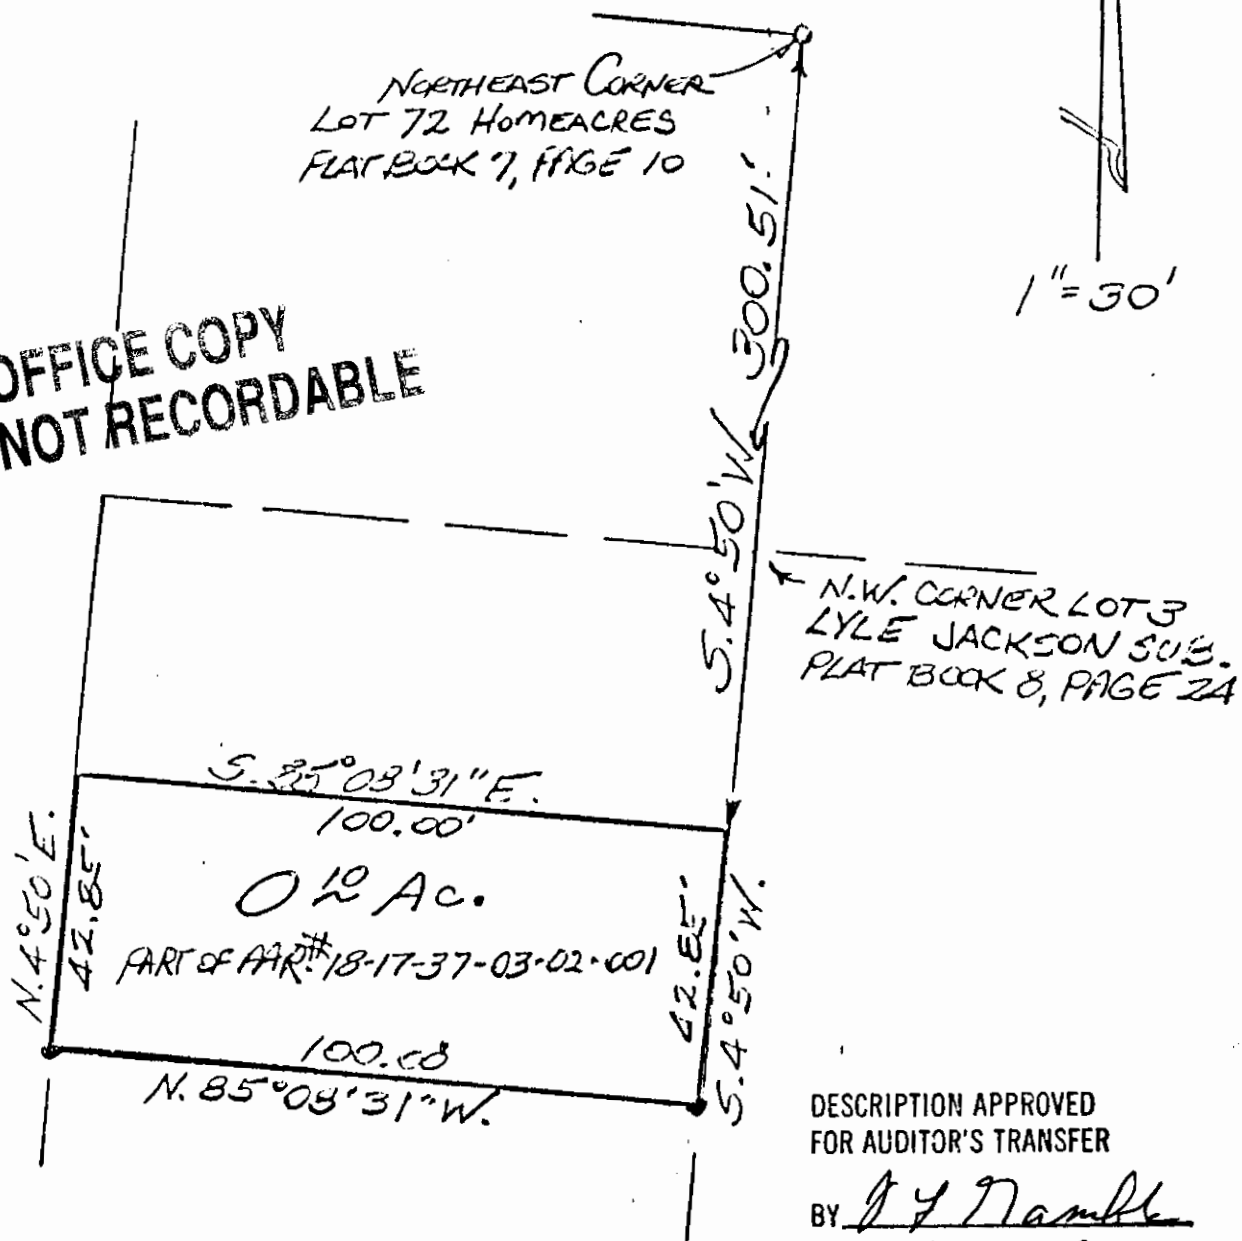 NORTHEAST CORNER
LOT 72 HOMEACRES
PLAT BOOK 7, PAGE 10
300.51'
1"=30'
OFFICE COPY
NOT RECORDABLE
S.4°50'W.
N.W. CORNER LOT 3
LYLE JACKSON SUB.
PLAT BOOK 8, PAGE 24
S. 85°08'31"E.
100.00'
N.4°50'E.
42.85'
0 10 Ac.
PART OF PAR.# 18-17-37-03-02-001
42.85'
S.4°50'W.
100.00
N. 85°08'31"W.
DESCRIPTION APPROVED
FOR AUDITOR'S TRANSFER
BY